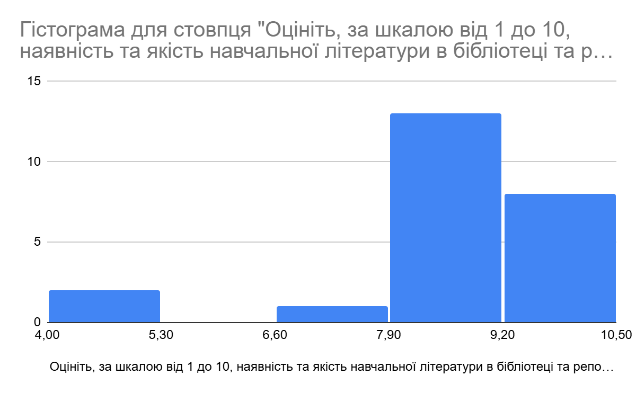 Гістограма для стовпця "Оцініть, за шкалою від 1 до 10,
наявність та якість навчальної літератури в бібліотеці та р…
15
10
5
0
4,00 5,30 6,60 7,90 9,20 10,50
Оцініть, за шкалою від 1 до 10, наявність та якість навчальної літератури в бібліотеці та репо…